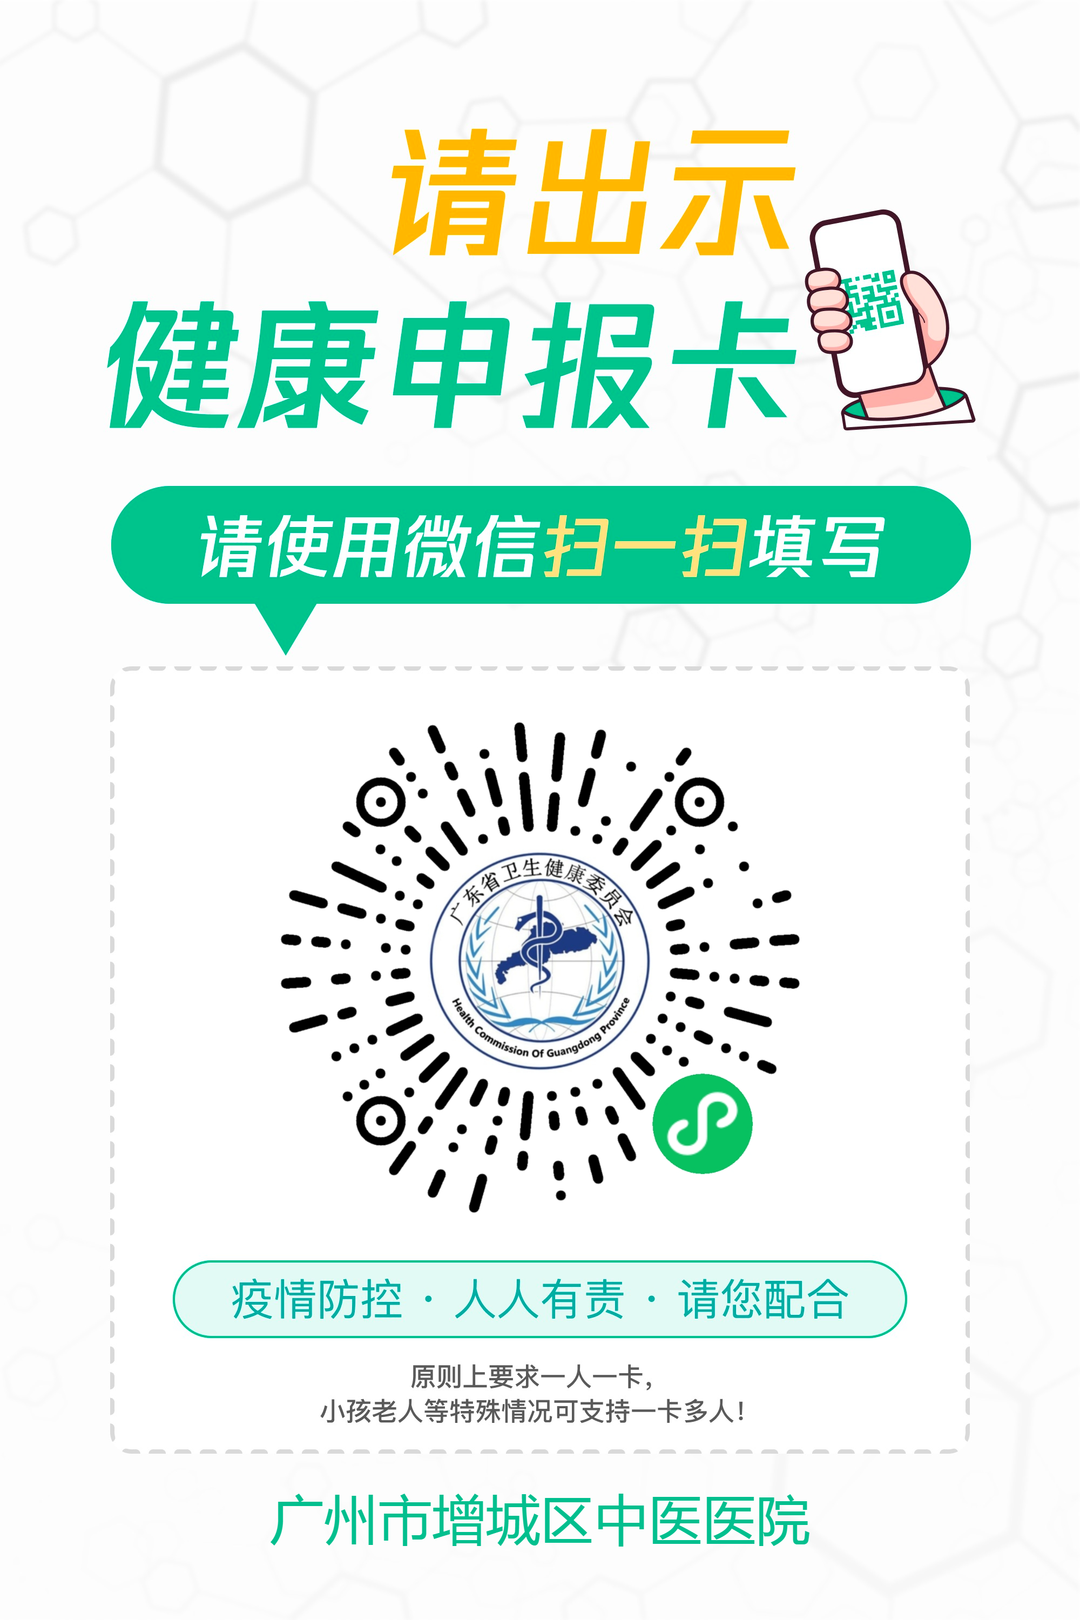 请出示
健康申报卡
请使用微信扫一扫填写
广东省卫生健康委员会
Health Commission Of Guangdong Province
疫情防控 · 人人有责 · 请您配合
原则上要求一人一卡，
小孩老人等特殊情况可支持一卡多人！
广州市增城区中医医院